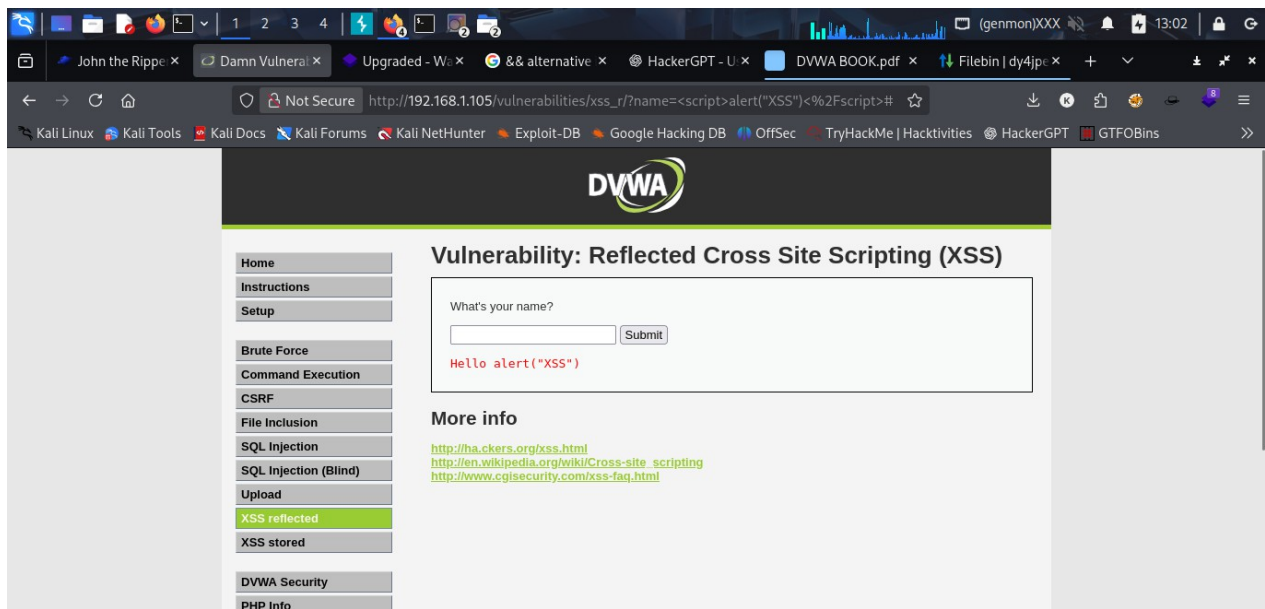 1 2 3 4 4 2 2 (genmon)XXX 13:02
John the Rippe Damn Vulneral Upgraded - Wa && alternative HackerGPT - U DVWA BOOK.pdf Filebin | dy4jpe
Not Secure http://192.168.1.105/vulnerabilities/xss_r/?name=<script>alert("XSS")<%2Fscript># K 8
Kali Linux Kali Tools Kali Docs Kali Forums Kali NetHunter Exploit-DB Google Hacking DB OffSec TryHackMe | Hacktivities HackerGPT GTFOBins
DVWA
Vulnerability: Reflected Cross Site Scripting (XSS)
Home
Instructions
Setup
Brute Force
Command Execution
CSRF
File Inclusion
SQL Injection
SQL Injection (Blind)
Upload
XSS reflected
XSS stored
DVWA Security
PHP Info
What's your name?
Submit
Hello alert("XSS")
More info
http://ha.ckers.org/xss.html
http://en.wikipedia.org/wiki/Cross-site_scripting
http://www.cgisecurity.com/xss-faq.html